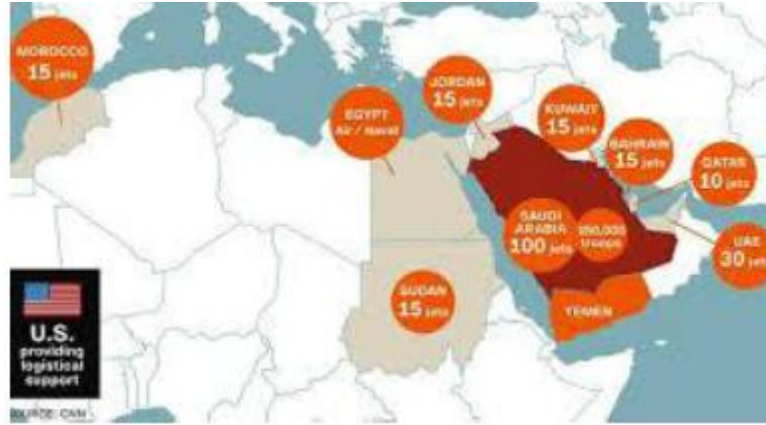 MOROCCO
15 jets
EGYPT
Air / Naval
JORDAN
15 jets
KUWAIT
15 jets
BAHRAIN
15 jets
QATAR
10 jets
SAUDI
ARABIA
100 jets
150,000
troops
UAE
30 jet
SUDAN
15 jets
YEMEN
U.S.
providing
logistical
support
SOURCE: CNN